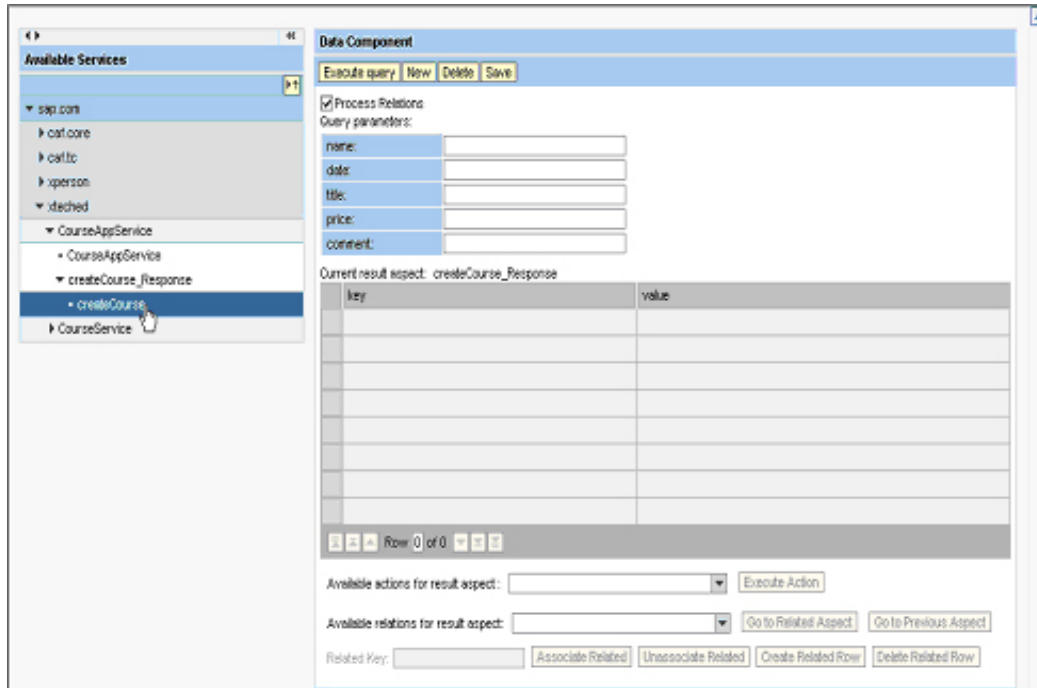 Available Services
sap.com
caf.core
caf.tc
xperson
xteched
CourseAppService
CourseAppService
createCourse_Response
createCourse
CourseService
Data Component
Execute query New Delete Save
Process Relations
Query parameters:
name:
date:
title:
price:
comment:
Current result aspect: createCourse_Response
key value
Row 0 of 0
Available actions for result aspect: Execute Action
Available relations for result aspect: Go to Related Aspect Go to Previous Aspect
Related Key: Associate Related Unassociate Related Create Related Row Delete Related Row